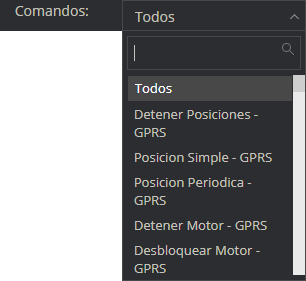 Comandos: Todos
Todos
Detener Posiciones -
GPRS
Posicion Simple - GPRS
Posicion Periodica -
GPRS
Detener Motor - GPRS
Desbloquear Motor -
GPRS